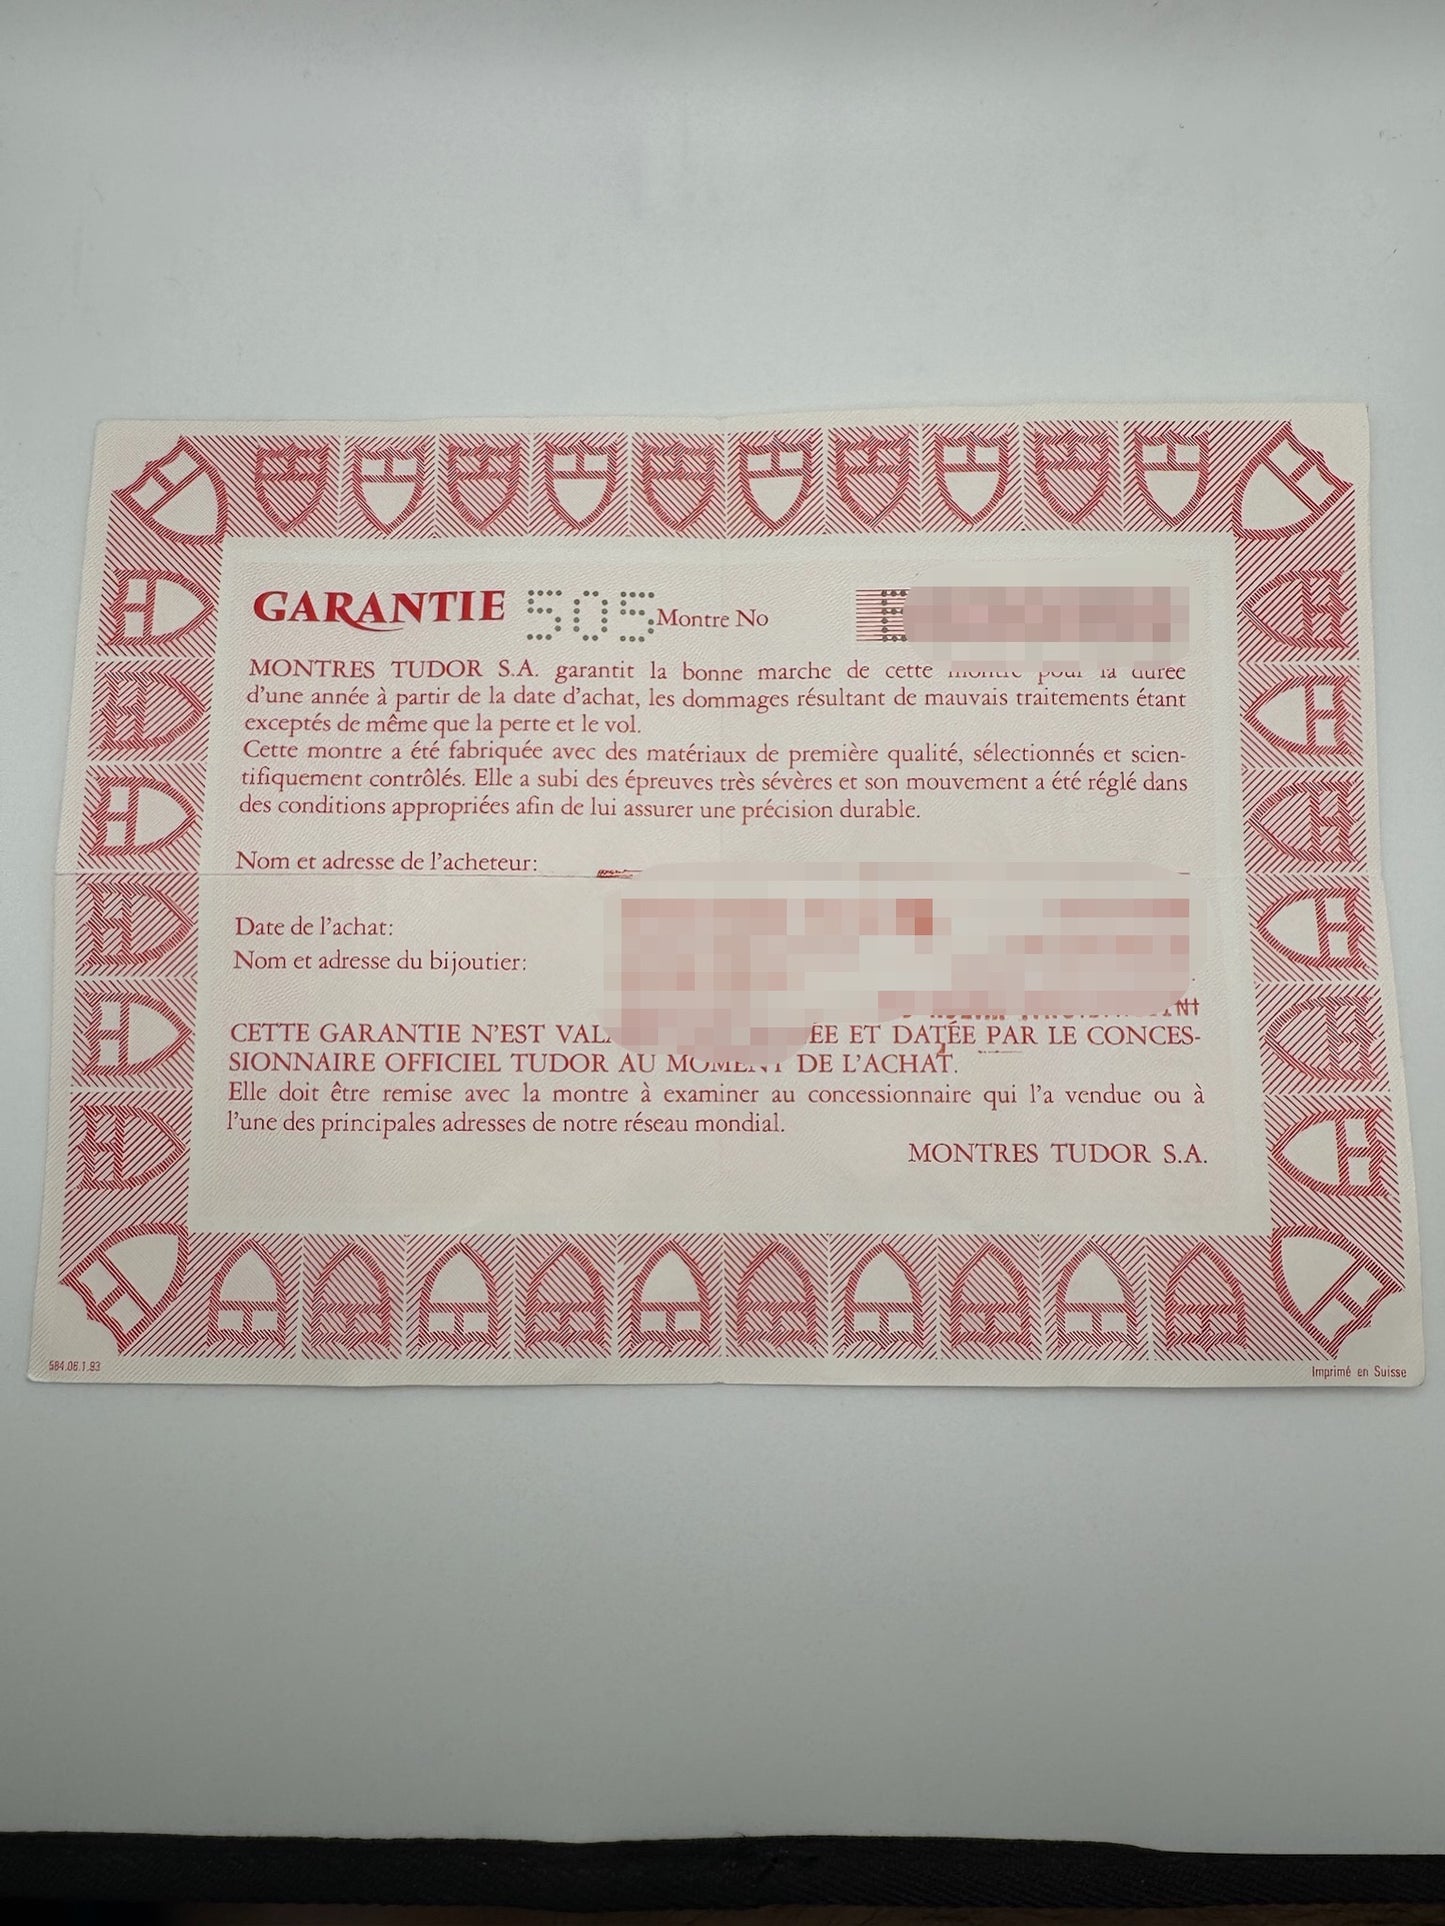 GARANTIE 505 Montre No
MONTRES TUDOR S.A. garantit la bonne marche de cette montre pour la durée
d'une année à partir de la date d'achat, les dommages résultant de mauvais traitements étant
exceptés de même que la perte et le vol.
Cette montre a été fabriquée avec des matériaux de première qualité, sélectionnés et scien-
tifiquement contrôlés. Elle a subi des épreuves très sévères et son mouvement a été réglé dans
des conditions appropriées afin de lui assurer une précision durable.
Nom et adresse de l'acheteur:
Date de l'achat:
Nom et adresse du bijoutier:
CETTE GARANTIE N'EST ET DATÉE PAR LE CONCES-
SIONNAIRE OFFICIEL TUDOR AU MOMENT DE L'ACHAT.
Elle doit être remise avec la montre à examiner au concessionnaire qui l'a vendue ou à
l'une des principales adresses de notre réseau mondial.
MONTRES TUDOR S.A.
584.06.1.93
Imprimé en Suisse